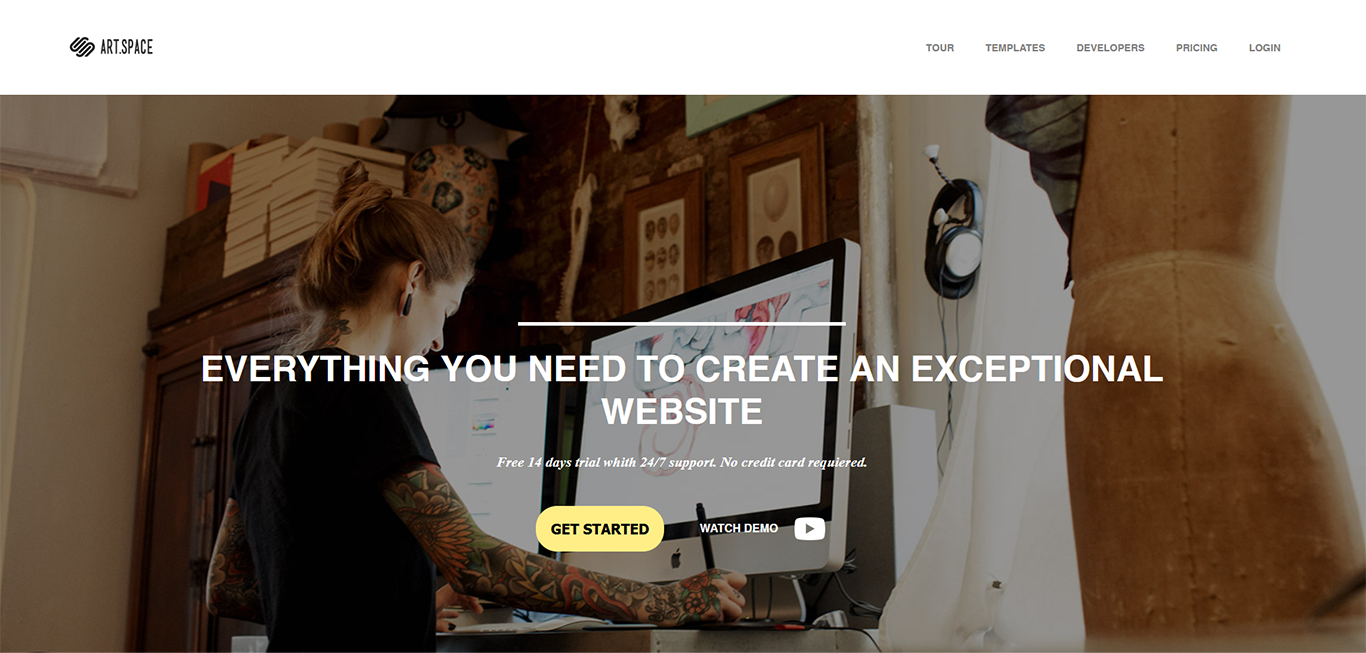 ART.SPACE
TOUR TEMPLATES DEVELOPERS PRICING LOGIN
EVERYTHING YOU NEED TO CREATE AN EXCEPTIONAL
WEBSITE
Free 14 days trial whith 24/7 support. No credit card requiered.
GET STARTED WATCH DEMO